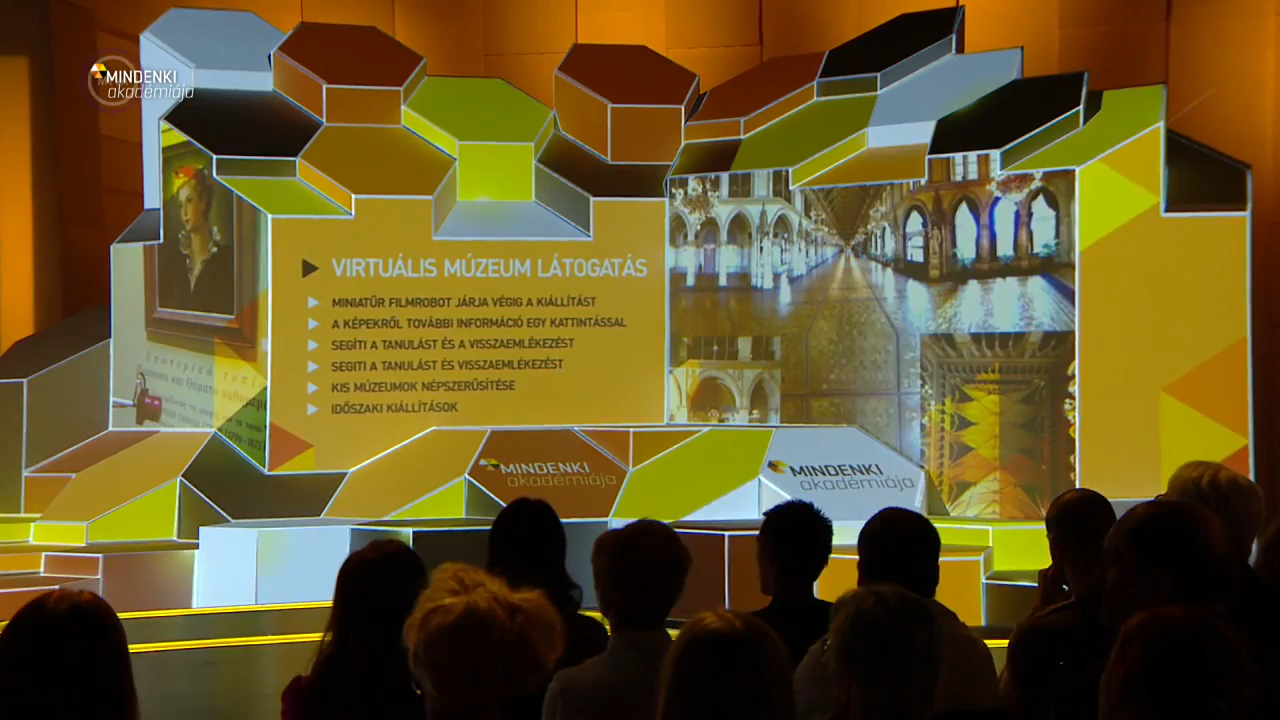 MINDENKI
akadémiája
VIRTUÁLIS MÚZEUM LÁTOGATÁS
MINIATŰR FILMROBOT JÁRJA VÉGIG A KIÁLLÍTÁST
A KÉPEKRŐL TOVÁBBI INFORMÁCIÓ EGY KATTINTÁSSAL
SEGÍTI A TANULÁST ÉS A VISSZAEMLÉKEZÉST
SEGITI A TANULÁST ÉS VISSZAEMLÉKEZÉST
KIS MÚZEUMOK NÉPSZERŰSÍTÉSE
IDŐSZAKI KIÁLLÍTÁSOK
MINDENKI
akadémiája
MINDENKI
akadémiája